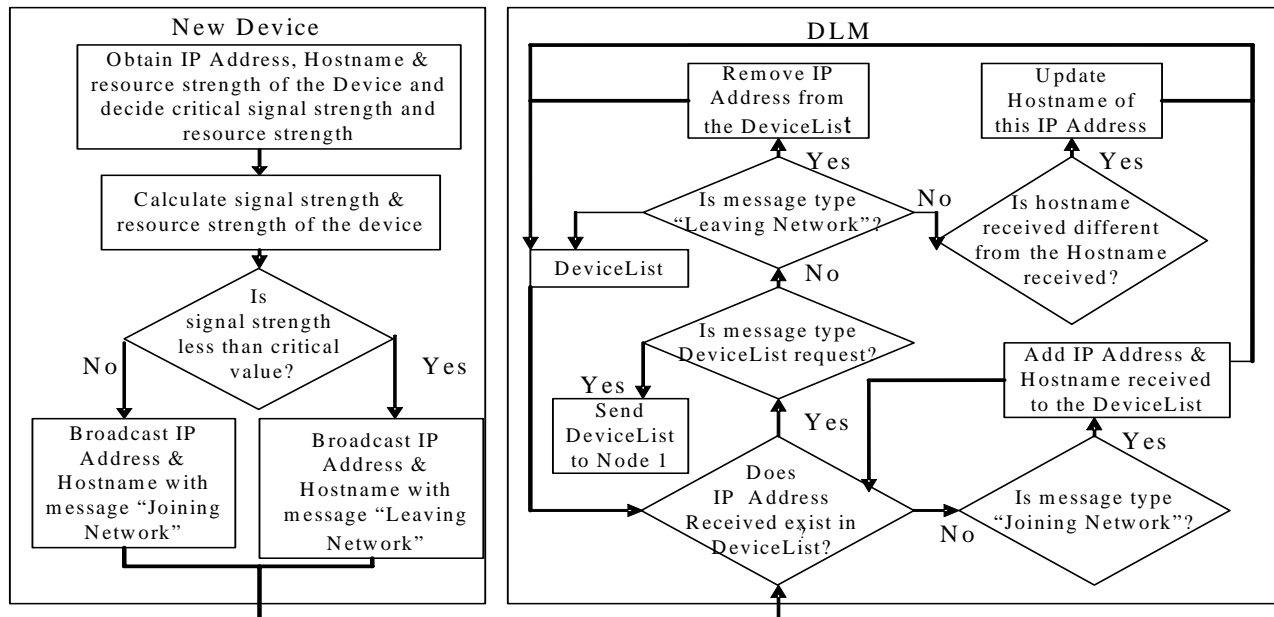 New Device
Obtain IP Address, Hostname &
resource strength of the Device and
decide critical signal strength and
resource strength
Calculate signal strength &
resource strength of the device
Is
signal strength
less than critical
value?
No
Yes
Broadcast IP
Address &
Hostname with
message “Joining
Network”
Broadcast IP
Address &
Hostname with
message “Leaving
Network”
DLM
Remove IP
Address from
the DeviceList
Update
Hostname of
this IP Address
Yes
Yes
Is message type
“Leaving Network”?
No
Is hostname
received different
from the Hostname
received?
DeviceList
No
Is message type
DeviceList request?
Yes
Send
DeviceList
to Node 1
Add IP Address &
Hostname received
to the DeviceList
Yes
Yes
Does
IP Address
Received exist in
DeviceList?
?
No
Is message type
“Joining Network”?